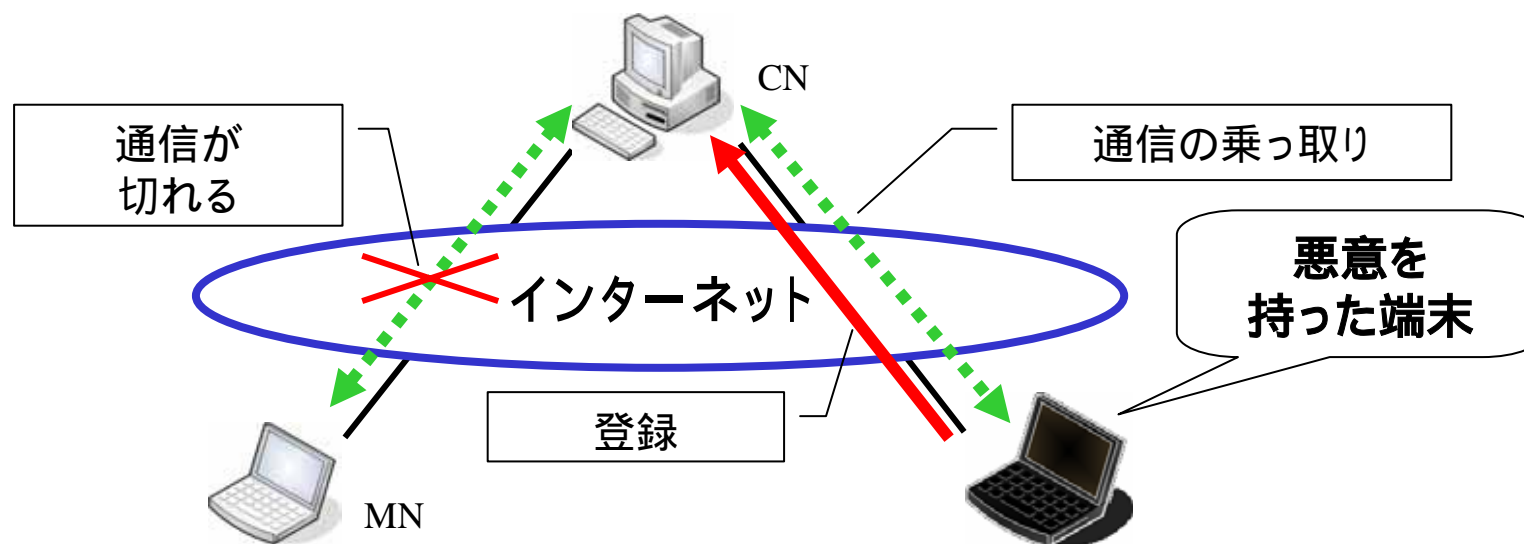 CN
通信が
切れる
通信の乗っ取り
悪意を
持った端末
インターネット
登録
MN